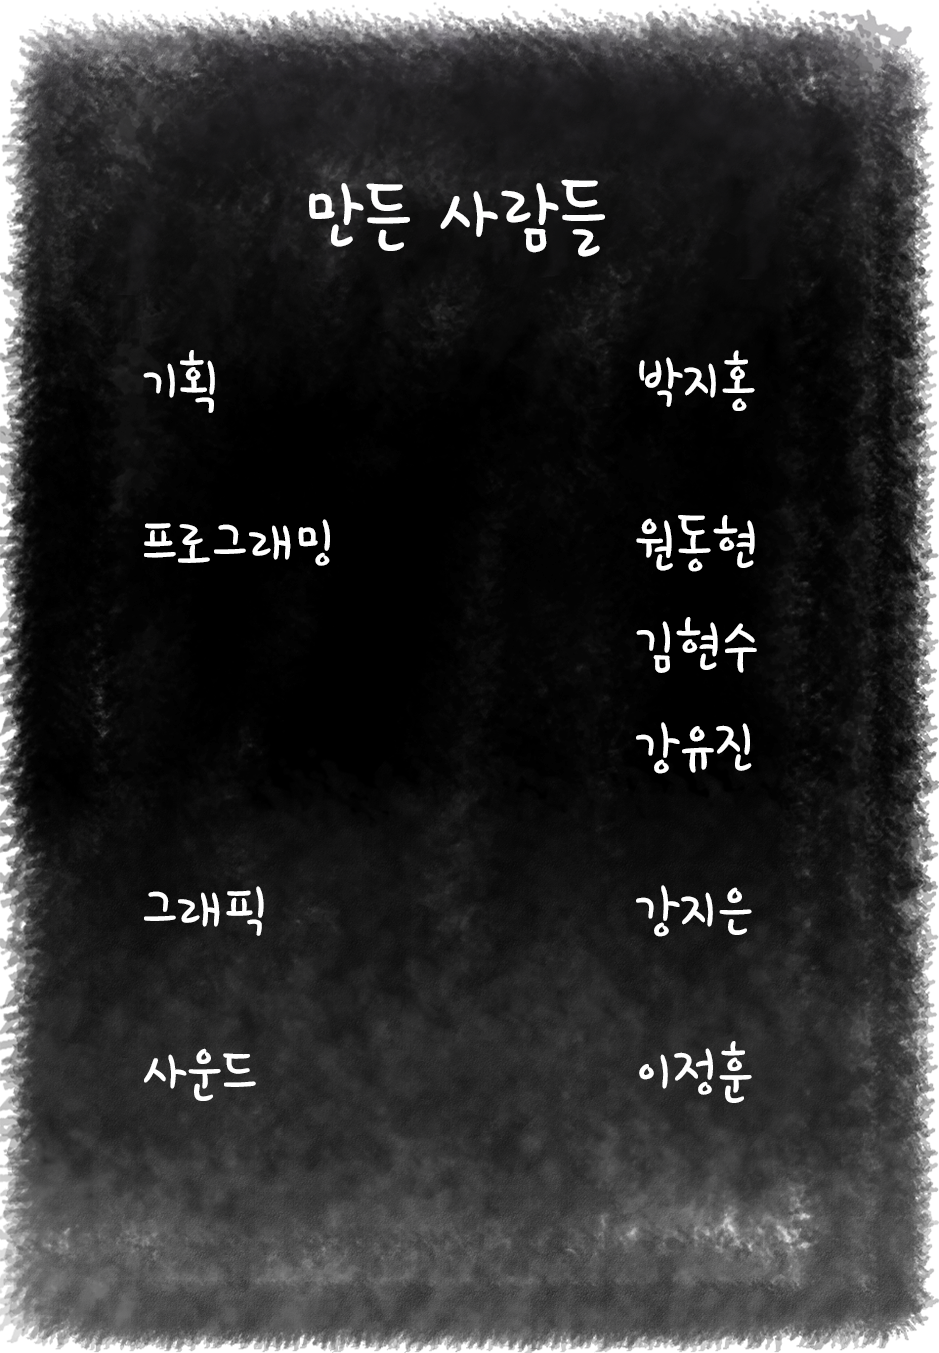 만든 사람들
기획 박지홍
프로그래밍 원동현
김현수
강유진
그래픽 강지은
사운드 이정훈